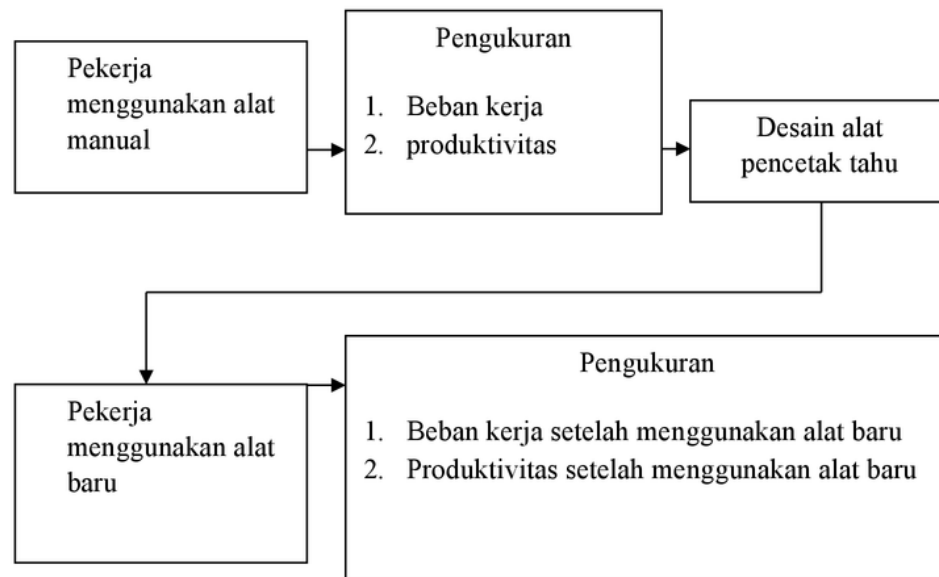 Pekerja
menggunakan alat
manual
Pengukuran
1. Beban kerja
2. produktivitas
Desain alat
pencetak tahu
Pekerja
menggunakan alat
baru
Pengukuran
1. Beban kerja setelah menggunakan alat baru
2. Produktivitas setelah menggunakan alat baru